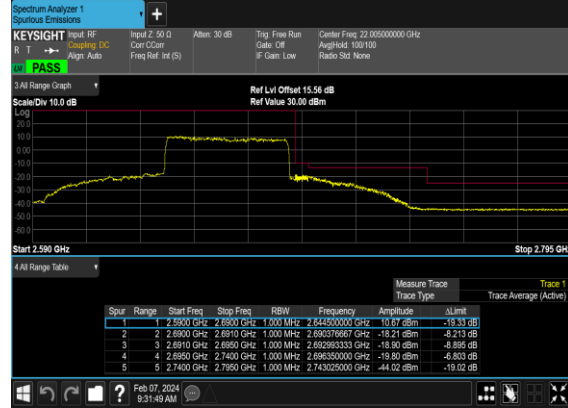 Spectrum Analyzer 1
Spurious Emissions
+
KEYSIGHT Input: RF Input Z: 50 Ω Atten: 30 dB Trig: Free Run Center Freq: 22.005000000 GHz
R T Coupling: DC Corr CCorr Gate: Off Avg|Hold: 100/100
Align: Auto Freq Ref: Int (S) IF Gain: Low Radio Std: None
PASS
3 All Range Graph
Ref Lvl Offset 15.56 dB
Scale/Div 10.0 dB Ref Value 30.00 dBm
Log
20.0
10.0
0.00
-10.0
-20.0
-30.0
-40.0
-50.0
-60.0
Start 2.590 GHz Stop 2.795 GH
4 All Range Table
Measure Trace Trace 1
Trace Type Trace Average (Active)
Spur Range Start Freq Stop Freq RBW Frequency Amplitude ΔLimit
1 1 2.5900 GHz 2.6900 GHz 1.000 MHz 2.644500000 GHz 10.67 dBm -19.33 dB
2 2 2.6900 GHz 2.6910 GHz 1.000 MHz 2.690376667 GHz -18.21 dBm -8.213 dB
3 3 2.6910 GHz 2.6950 GHz 1.000 MHz 2.692993333 GHz -18.90 dBm -8.895 dB
4 4 2.6950 GHz 2.7400 GHz 1.000 MHz 2.696350000 GHz -19.80 dBm -6.803 dB
5 5 2.7400 GHz 2.7950 GHz 1.000 MHz 2.743025000 GHz -44.02 dBm -19.02 dB
? Feb 07, 2024
9:31:49 AM